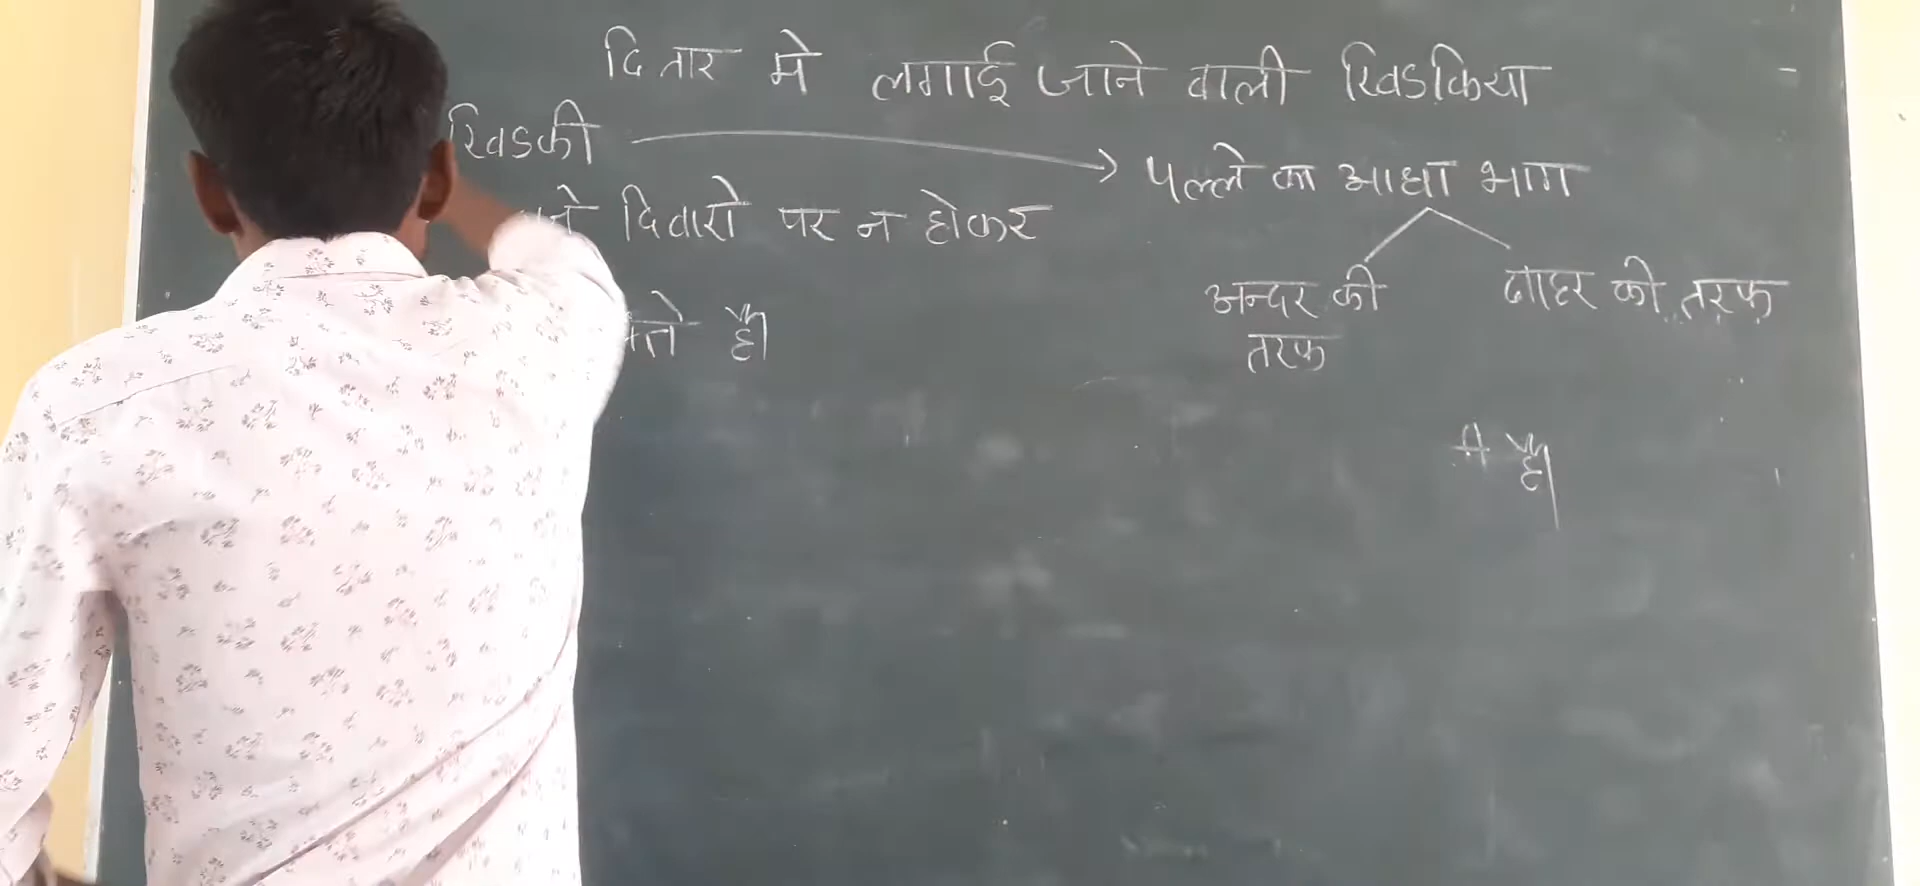 दिवार मे लगाई जाने वाली खिडकिया
खिडकी → पल्ले का आधा भाग
दिवारो पर न होकर
अन्दर की तरफ
बाहर की तरफ
है।
है।